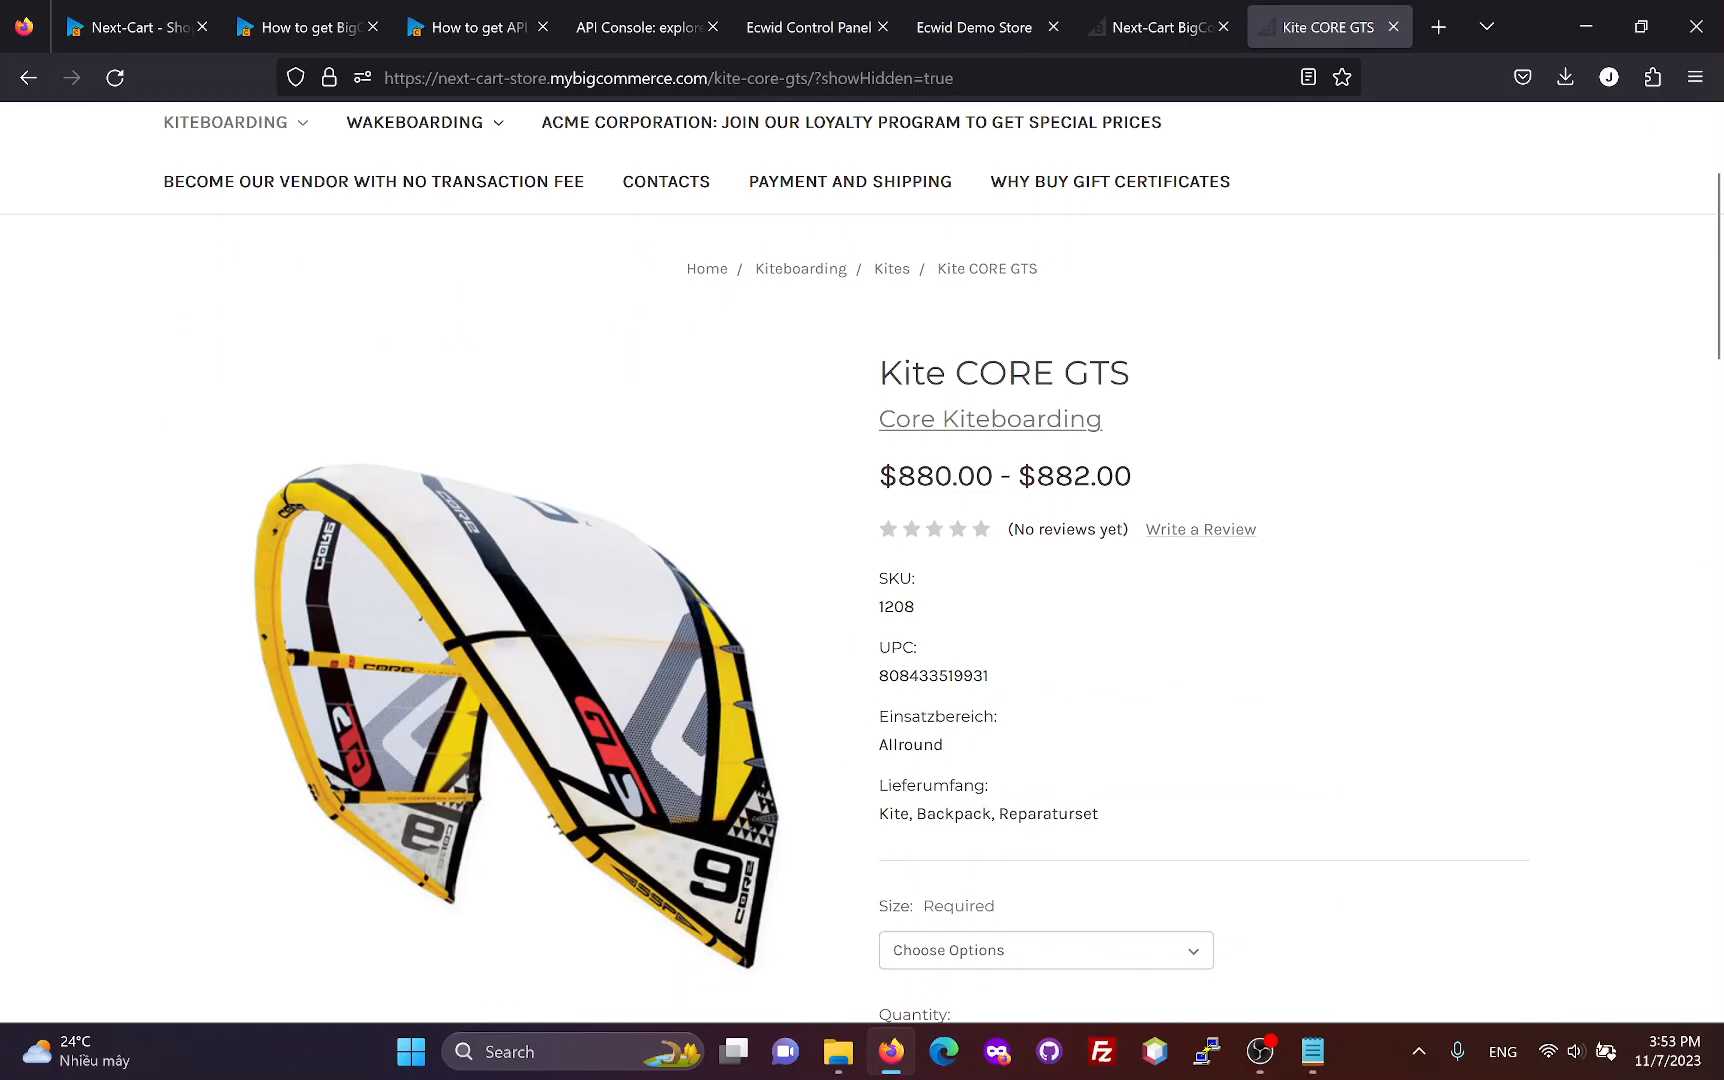 Next-Cart - Sho
How to get BigC
How to get API
API Console: explore
Ecwid Control Panel
Ecwid Demo Store
Next-Cart BigCo
Kite CORE GTS
https://next-cart-store.mybigcommerce.com/kite-core-gts/?showHidden=true
J
KITEBOARDING
WAKEBOARDING
ACME CORPORATION: JOIN OUR LOYALTY PROGRAM TO GET SPECIAL PRICES
BECOME OUR VENDOR WITH NO TRANSACTION FEE
CONTACTS
PAYMENT AND SHIPPING
WHY BUY GIFT CERTIFICATES
Home / Kiteboarding / Kites / Kite CORE GTS
Kite CORE GTS
Core Kiteboarding
$880.00 - $882.00
(No reviews yet) Write a Review
SKU:
1208
UPC:
808433519931
Einsatzbereich:
Allround
Lieferumfang:
Kite, Backpack, Reparaturset
Size: Required
Choose Options
Quantity:
CORE
CORE
CORE
GTS
9
CORE
24°C
Nhiều mây
Search
ENG
3:53 PM
11/7/2023